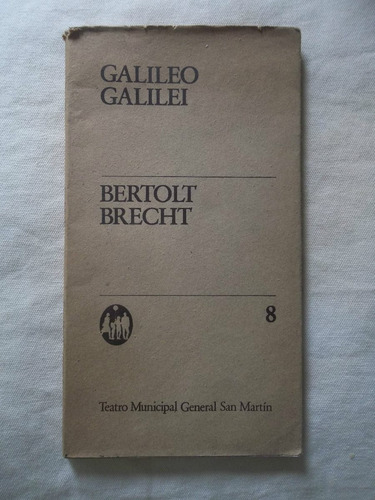 GALILEO
GALILEI
BERTOLT
BRECHT
8
Teatro Municipal General San Martín